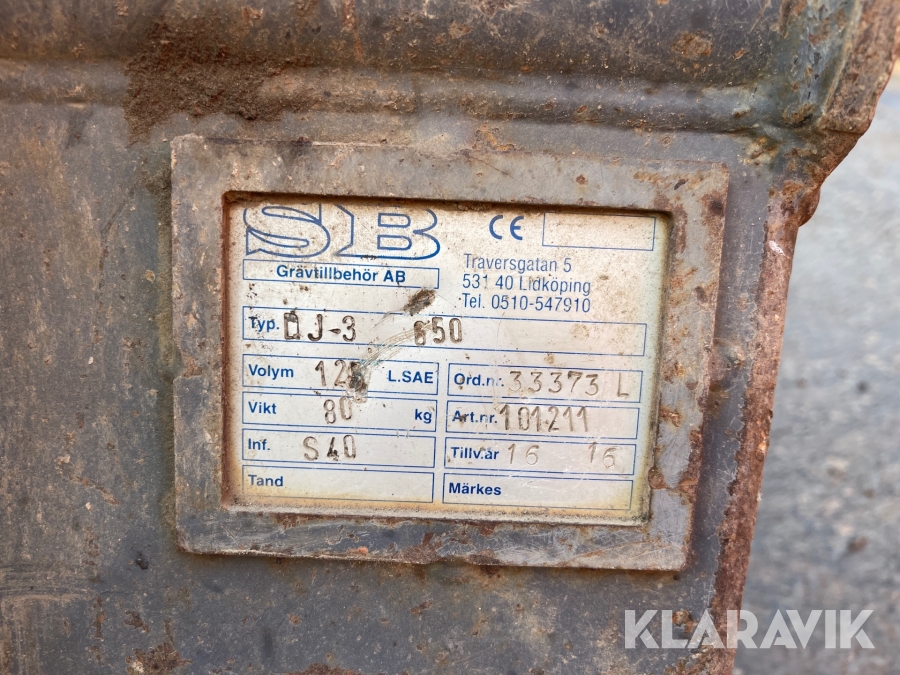 SB
CE
Grävtillbehör AB
Traversgatan 5
531 40 Lidköping
Tel. 0510-547910
Typ. DJ-3 650
Volym L.SAE
Ord.nr. 33373 L
Vikt 80 kg
Art.nr. 101211
Inf. S40
Tillv.år 16 16
Tand
Märkes
KLARAVIK